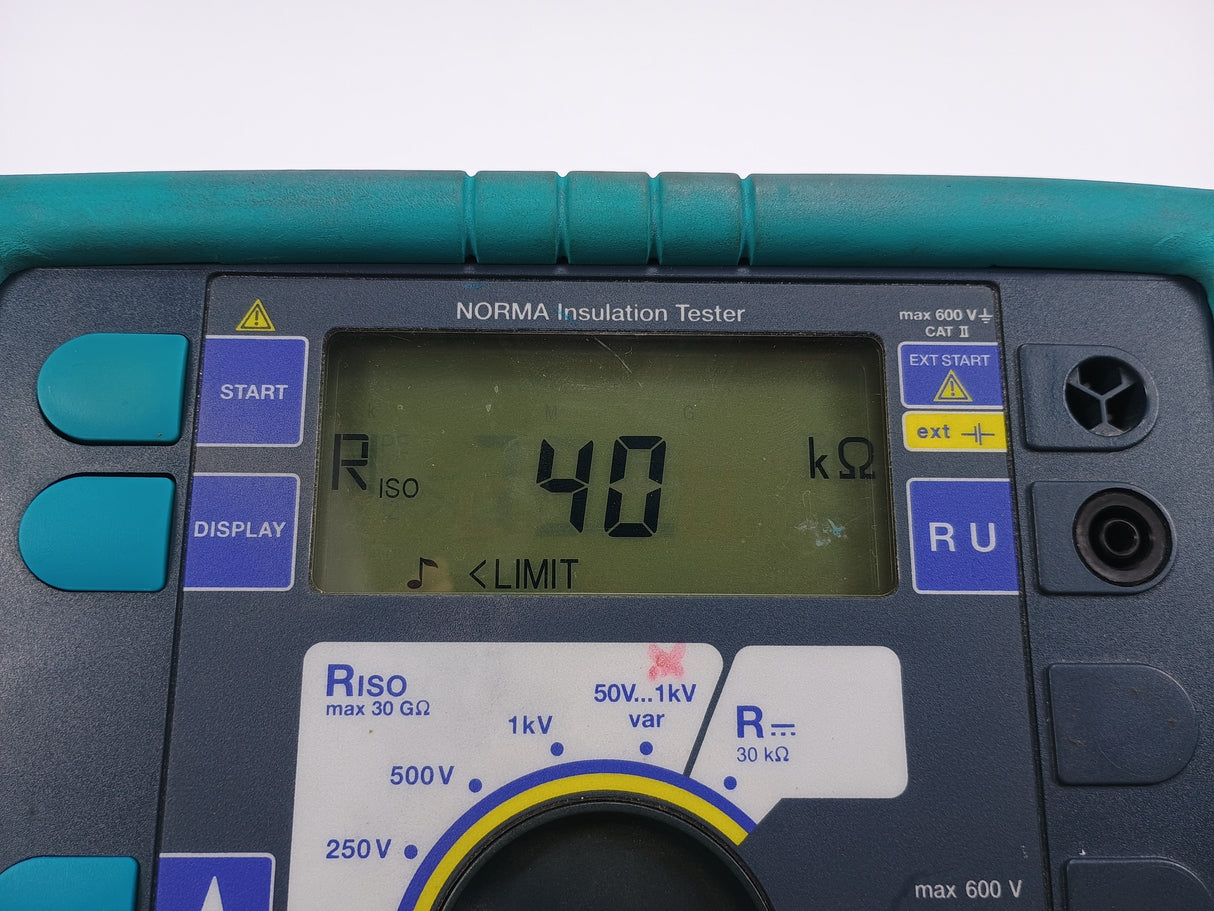 NORMA Insulation Tester
max 600 V
CAT II
START
EXT START
ext
DISPLAY
R U
RISO 40 kΩ
♪ <LIMIT
RISO
max 30 GΩ
50V...1kV
var
1kV
500V
250V
R
30 kΩ
max 600 V